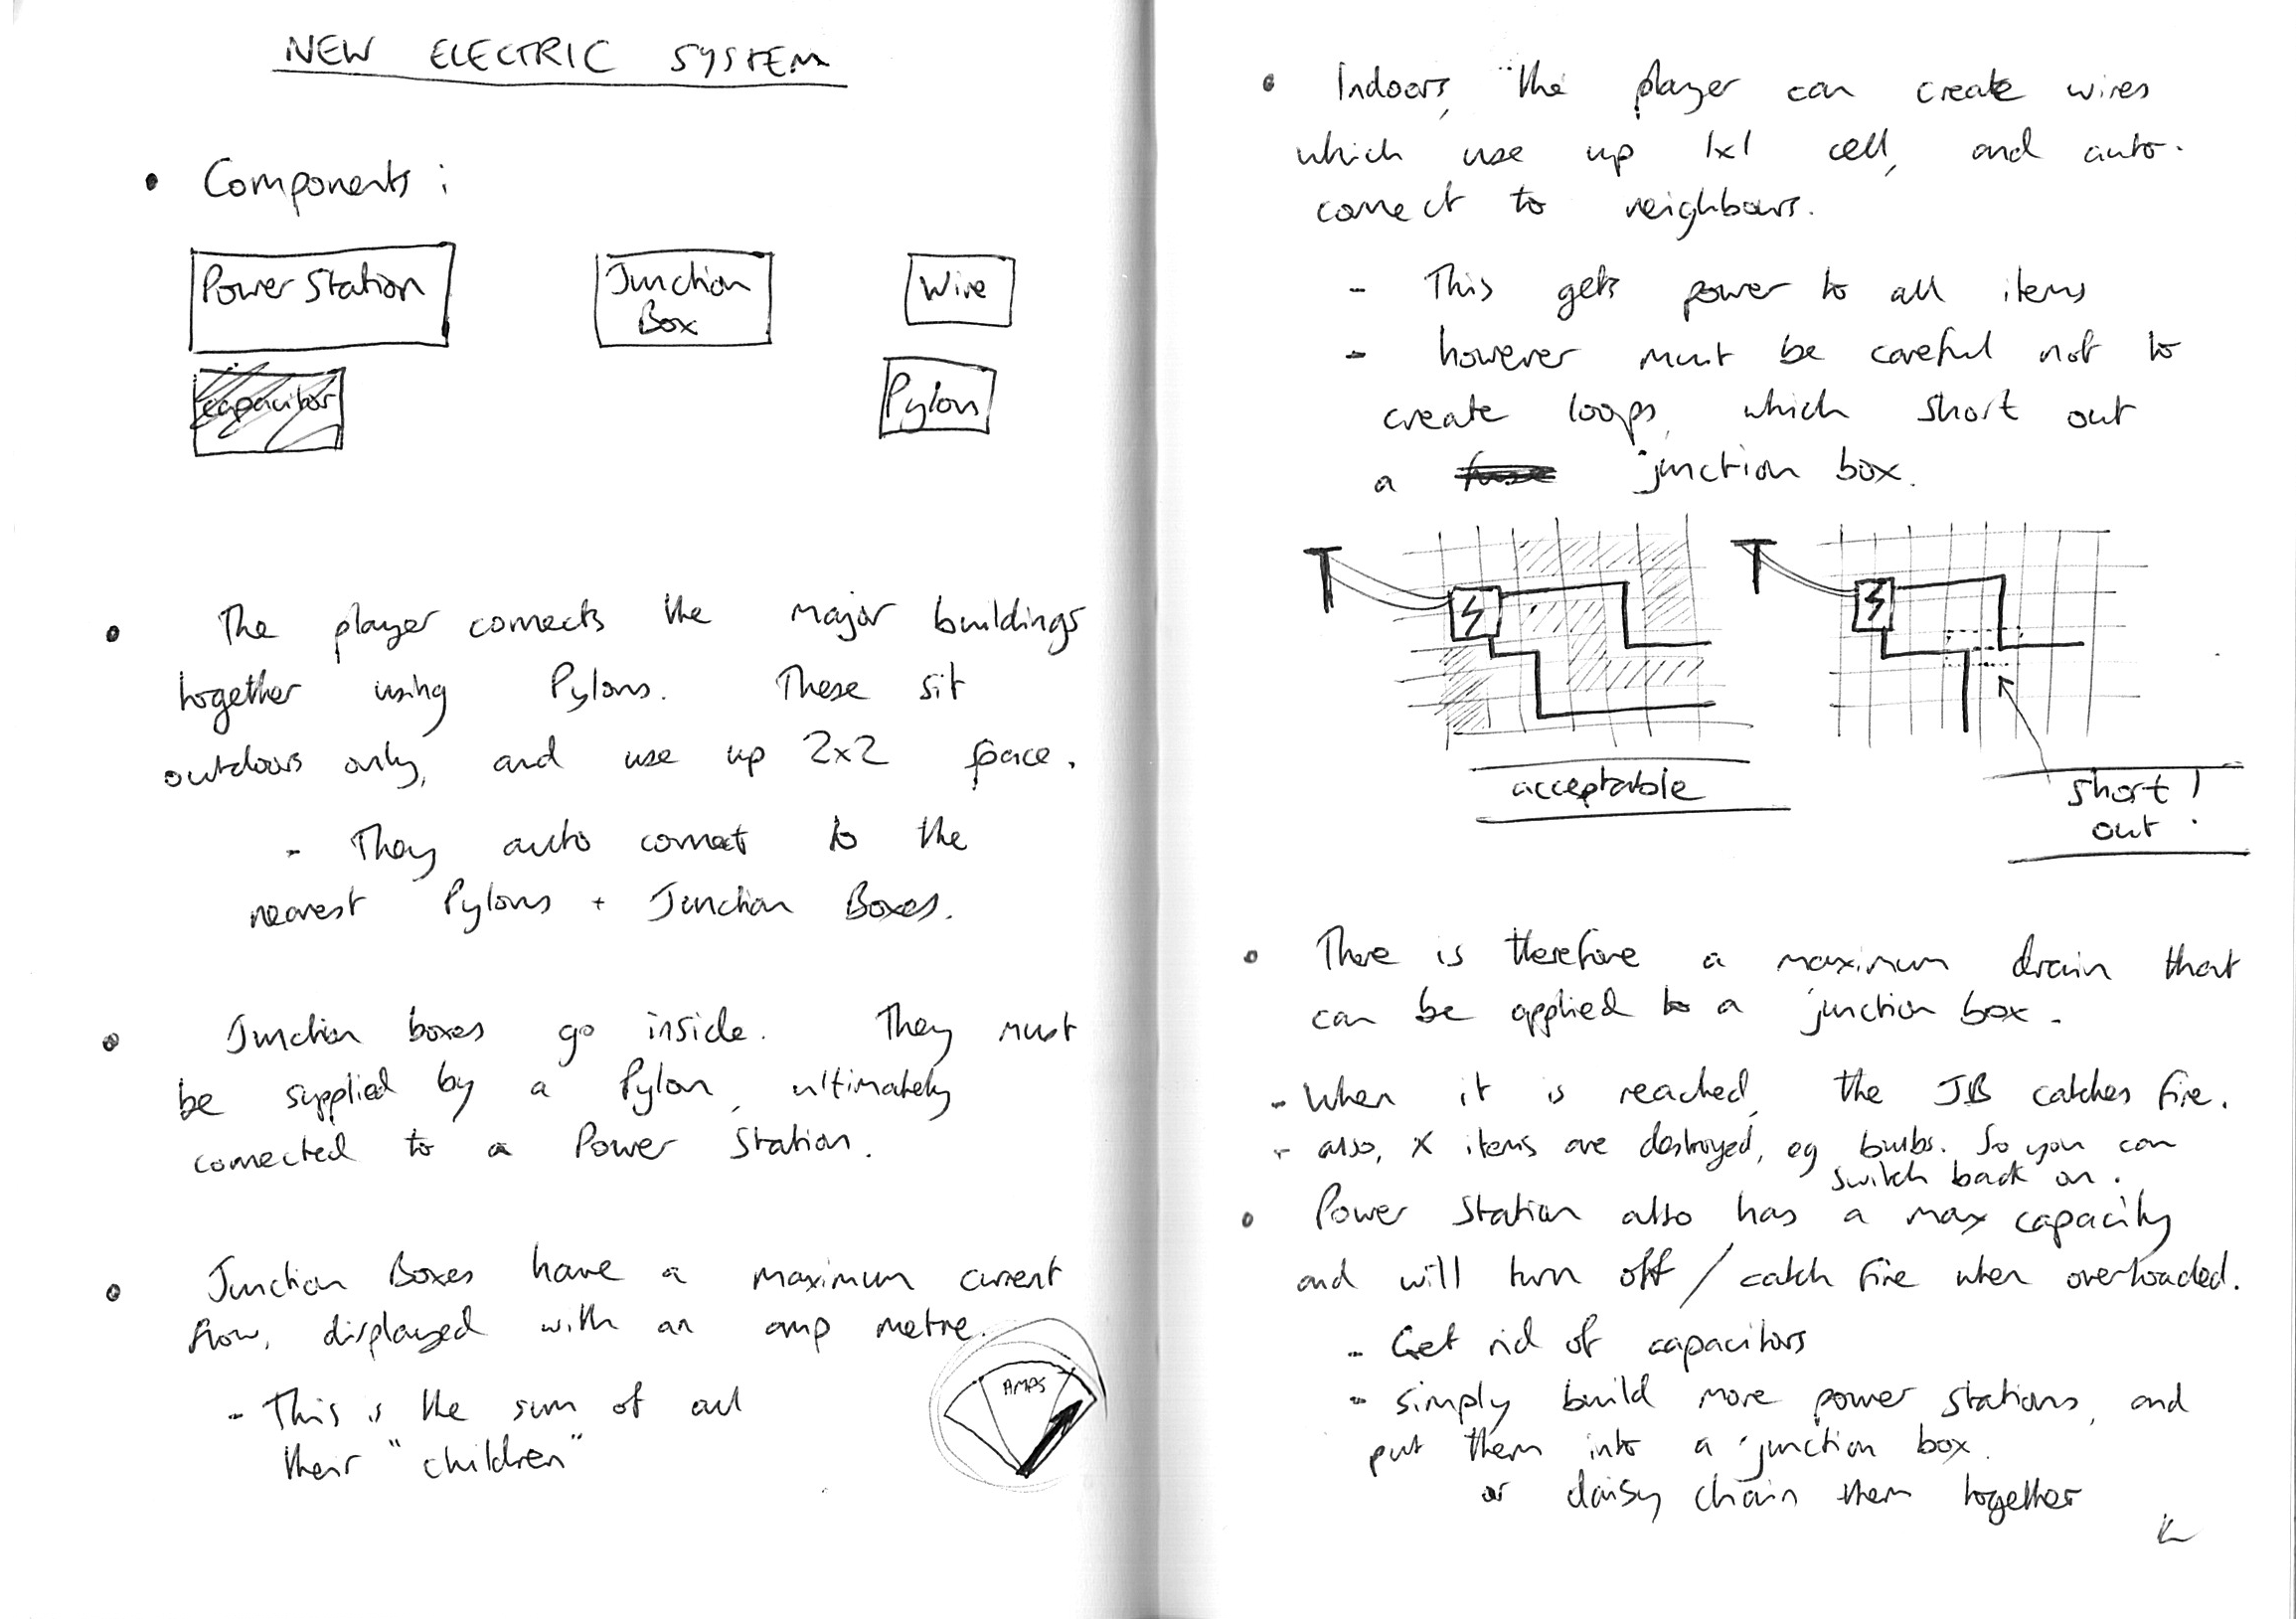 NEW ELECTRIC SYSTEM
• Components:
Power Station
Junction
Box
Wire
capacitor
Pylon
• The player connects the major buildings
together using Pylons. These sit
outdoors only, and use up 2x2 space.
- They auto connect to the
nearest Pylons + Junction Boxes.
• Junction boxes go inside. They must
be supplied by a Pylon, ultimately
connected to a Power Station.
• Junction Boxes have a maximum current
flow, displayed with an amp metre.
AMPS
- This is the sum of all
their "children"
• Indoors, the player can create wires
which use up 1x1 cell, and auto-
connect to neighbours.
- This gets power to all items
- however must be careful not to
create loops, which short out
a fuse junction box.
acceptable
short!
out!
• There is therefore a maximum drain that
can be applied to a junction box.
- When it is reached, the JB catches fire.
- also, X items are destroyed, eg bulbs. So you can
switch back on.
• Power Station also has a max capacity
and will turn off / catch fire when overloaded.
- Get rid of capacitors
- simply build more power stations, and
put them into a junction box.
or daisy chain them together